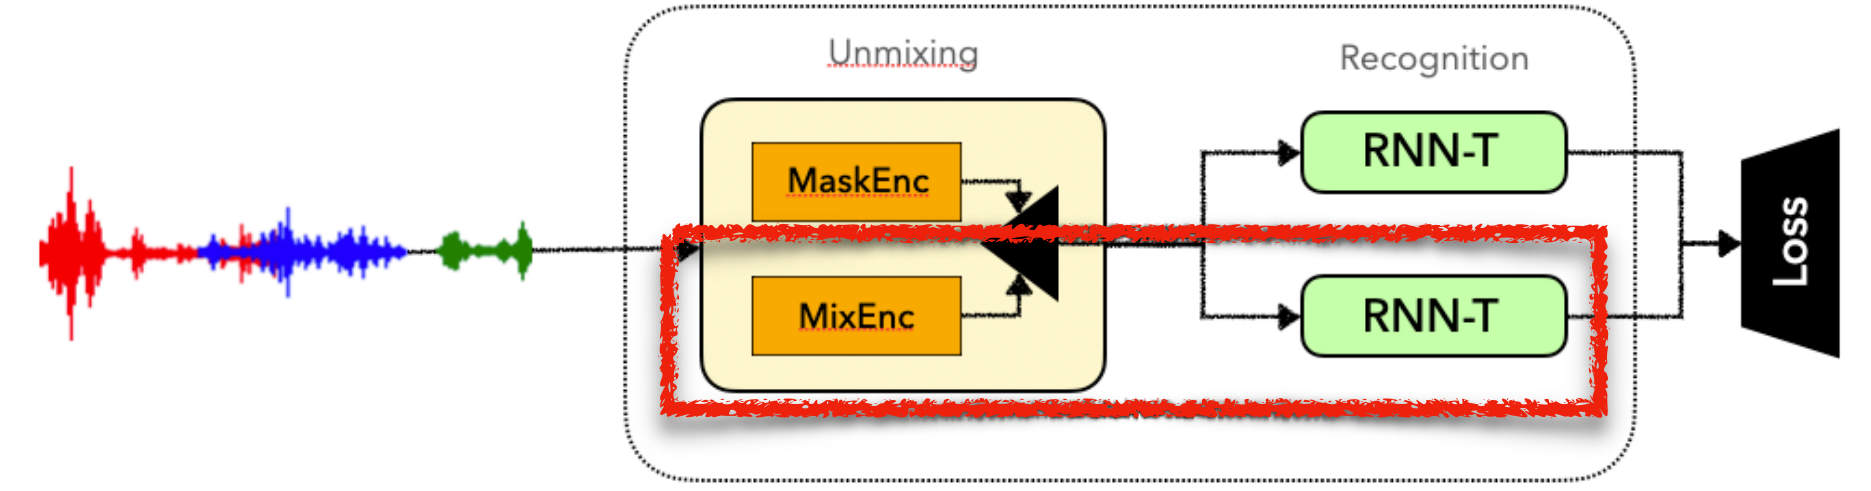 Unmixing
Recognition
MaskEnc
RNN-T
MixEnc
RNN-T
Loss